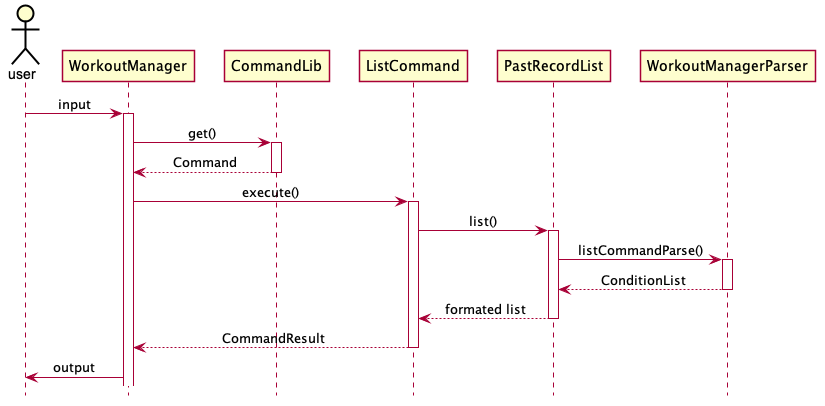 user
WorkoutManager
CommandLib
ListCommand
PastRecordList
WorkoutManagerParser
input
get()
Command
execute()
list()
listCommandParse()
ConditionList
formated list
CommandResult
output